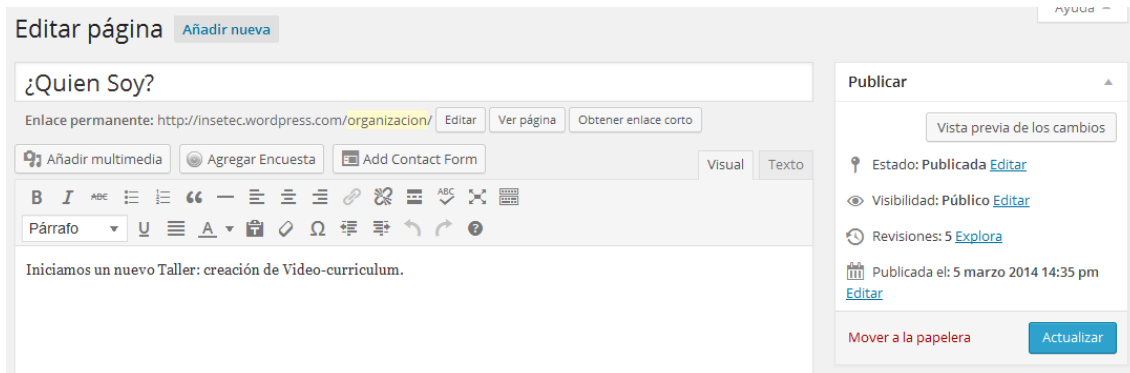 Ayuda
Editar página Añadir nueva
¿Quien Soy?
Enlace permanente: http://insetec.wordpress.com/organizacion/ Editar Ver página Obtener enlace corto
Añadir multimedia Agregar Encuesta Add Contact Form Visual Texto
B I ABC ABC
Párrafo U A Ω
Iniciamos un nuevo Taller: creación de Video-curriculum.
Publicar
Vista previa de los cambios
Estado: Publicada Editar
Visibilidad: Público Editar
Revisiones: 5 Explora
Publicada el: 5 marzo 2014 14:35 pm
Editar
Mover a la papelera Actualizar